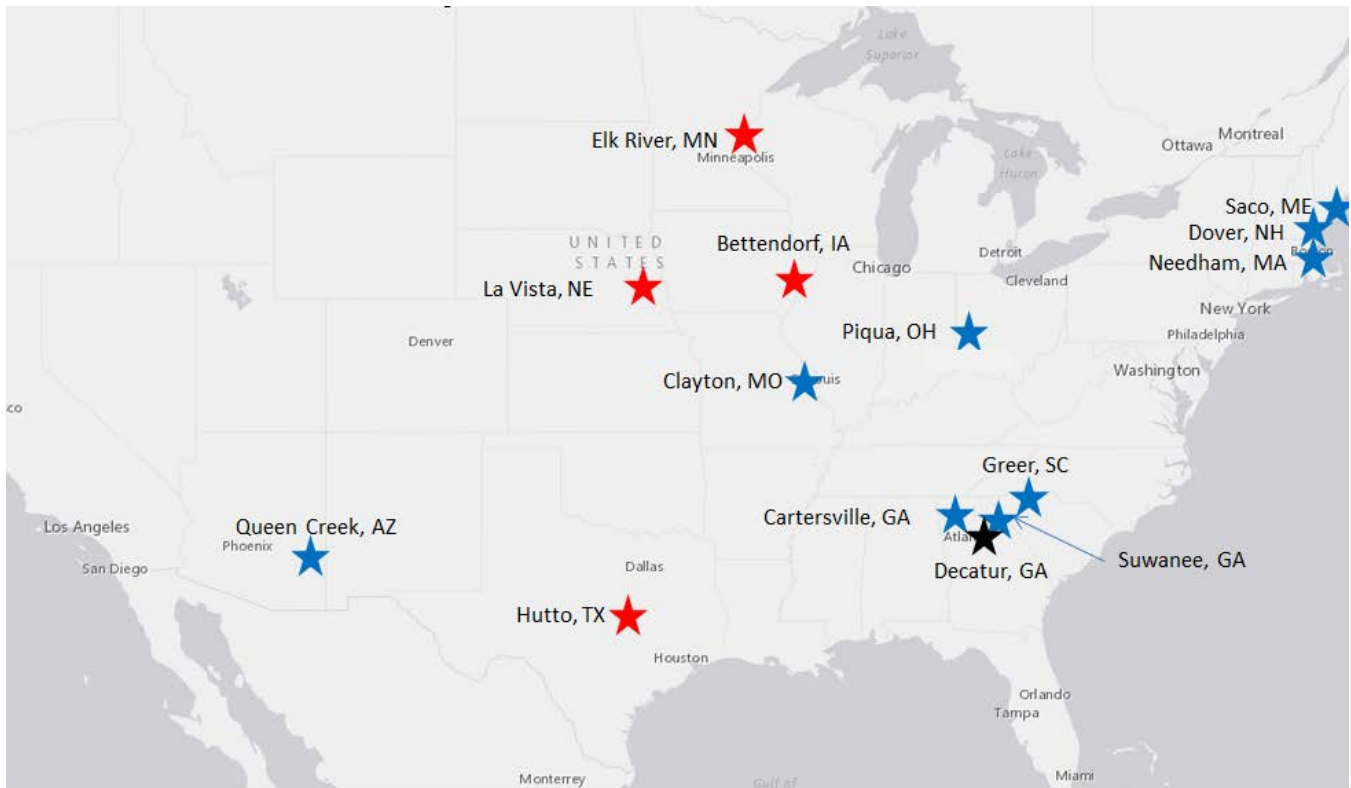 Lake
Superior
Elk River, MN
Minneapolis
Ottawa
Montreal
Lake
Huron
Saco, ME
Dover, NH
Needham, MA
UNITED
STATES
Bettendorf, IA
Chicago
Detroit
Cleveland
La Vista, NE
New York
Philadelphia
Piqua, OH
Denver
Clayton, MO
Washington
sco
Greer, SC
Cartersville, GA
Los Angeles
Queen Creek, AZ
Phoenix
San Diego
Dallas
Decatur, GA
Suwanee, GA
Hutto, TX
Houston
Orlando
Tampa
Monterrey
Gulf of
Miami